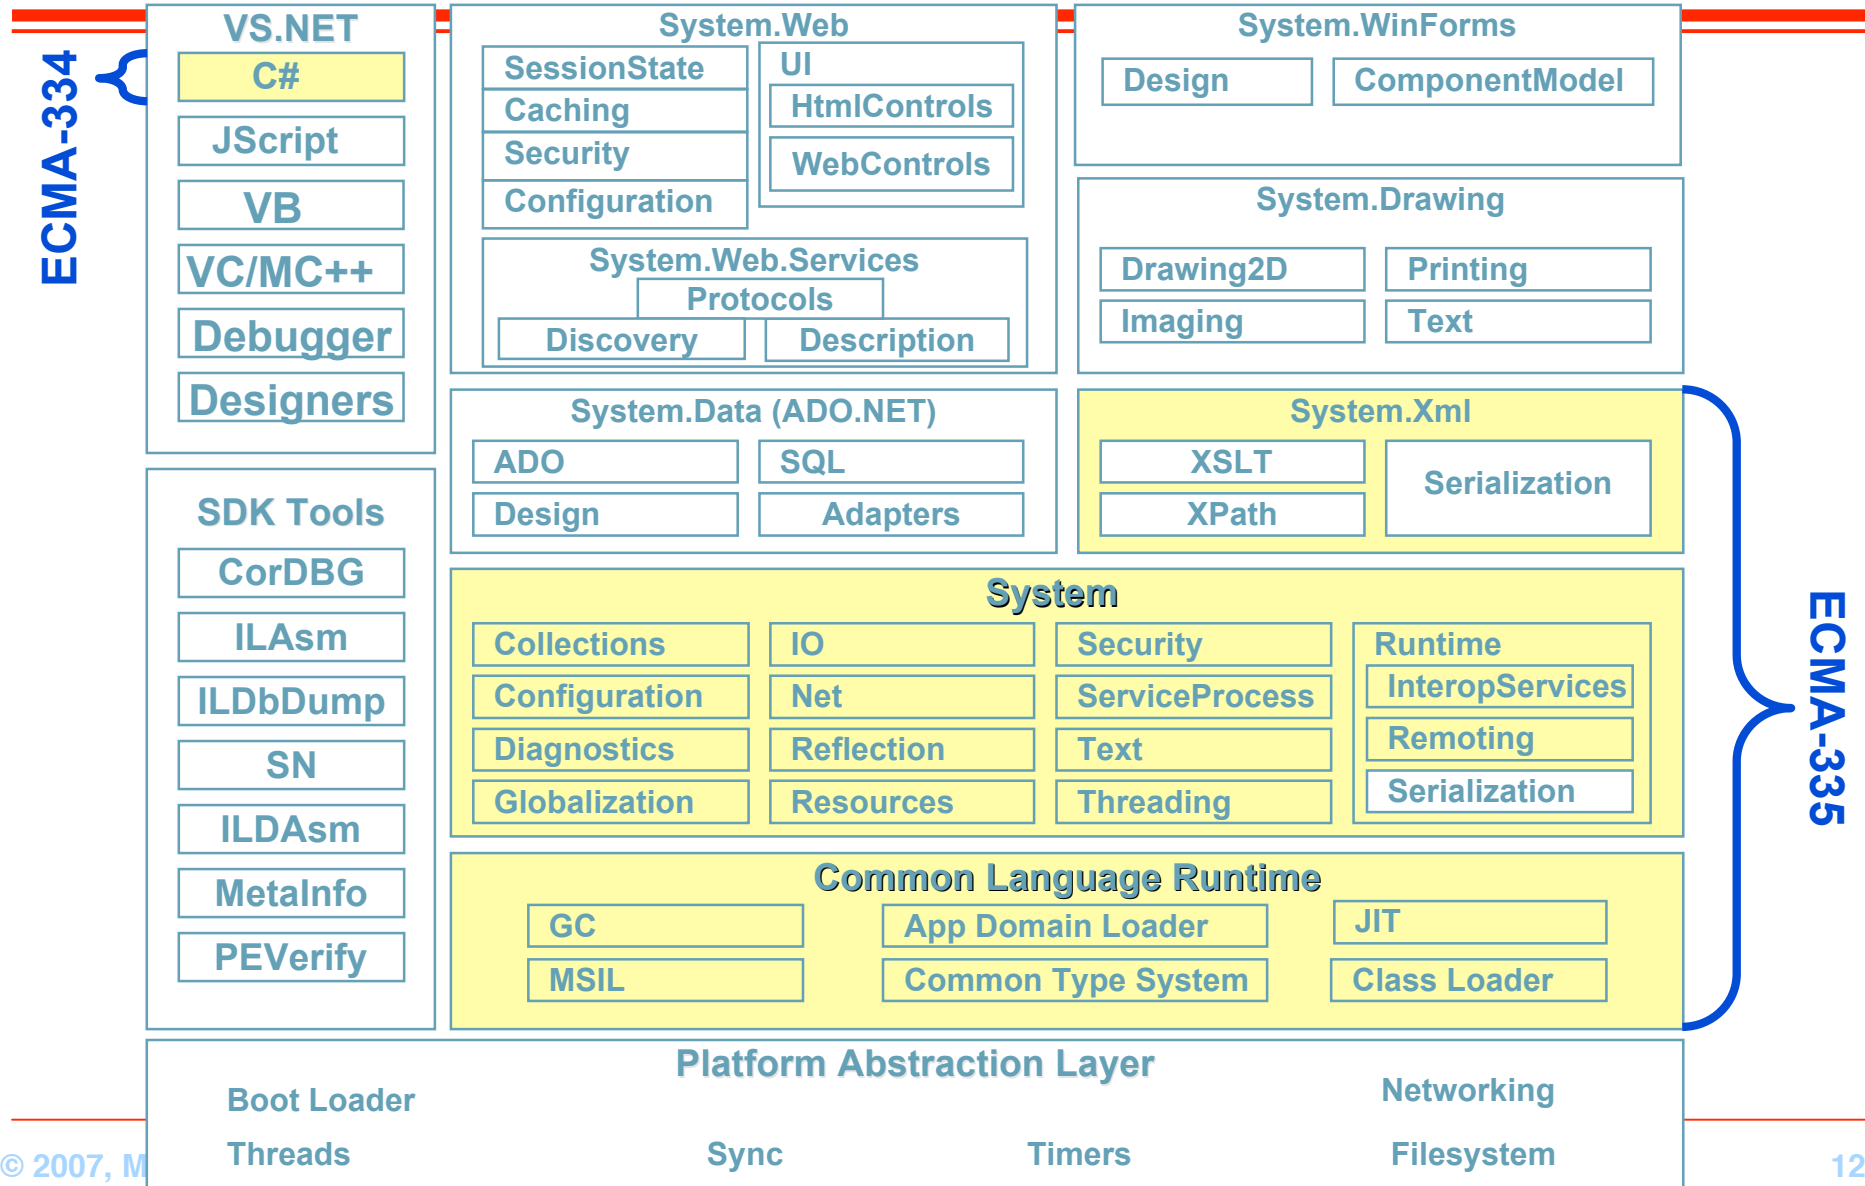 ECMA-334
VS.NET
C#
JScript
VB
VC/MC++
Debugger
Designers
SDK Tools
CorDBG
ILAsm
ILDbDump
SN
ILDAsm
MetaInfo
PEVerify
System.Web
SessionState
Caching
Security
Configuration
UI
HtmlControls
WebControls
System.Web.Services
Protocols
Discovery
Description
System.WinForms
Design
ComponentModel
System.Drawing
Drawing2D
Printing
Imaging
Text
System.Data (ADO.NET)
ADO
SQL
Design
Adapters
System.Xml
XSLT
XPath
Serialization
System
Collections
IO
Security
Runtime
Configuration
Net
ServiceProcess
InteropServices
Diagnostics
Reflection
Text
Remoting
Globalization
Resources
Threading
Serialization
Common Language Runtime
GC
App Domain Loader
JIT
MSIL
Common Type System
Class Loader
ECMA-335
Platform Abstraction Layer
Boot Loader
Networking
Threads
Sync
Timers
Filesystem
© 2007, M
12